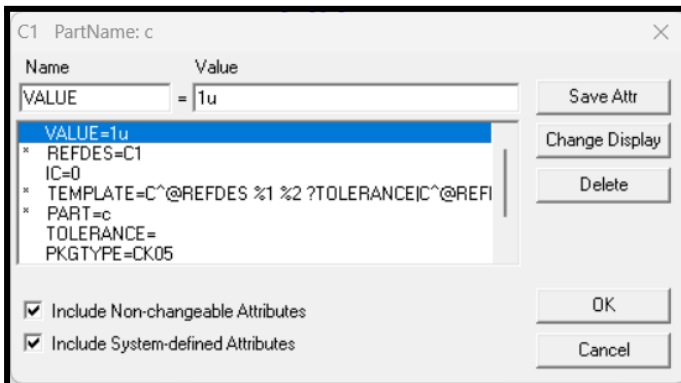 C1 PartName: c
Name Value
VALUE = 1u
Save Attr
VALUE=1u
Change Display
* REFDES=C1
IC=0
Delete
* TEMPLATE=C^@REFDES %1 %2 ?TOLERANCE|C^@REFI
* PART=c
TOLERANCE=
PKGTYPE=CK05
Include Non-changeable Attributes
OK
Include System-defined Attributes
Cancel